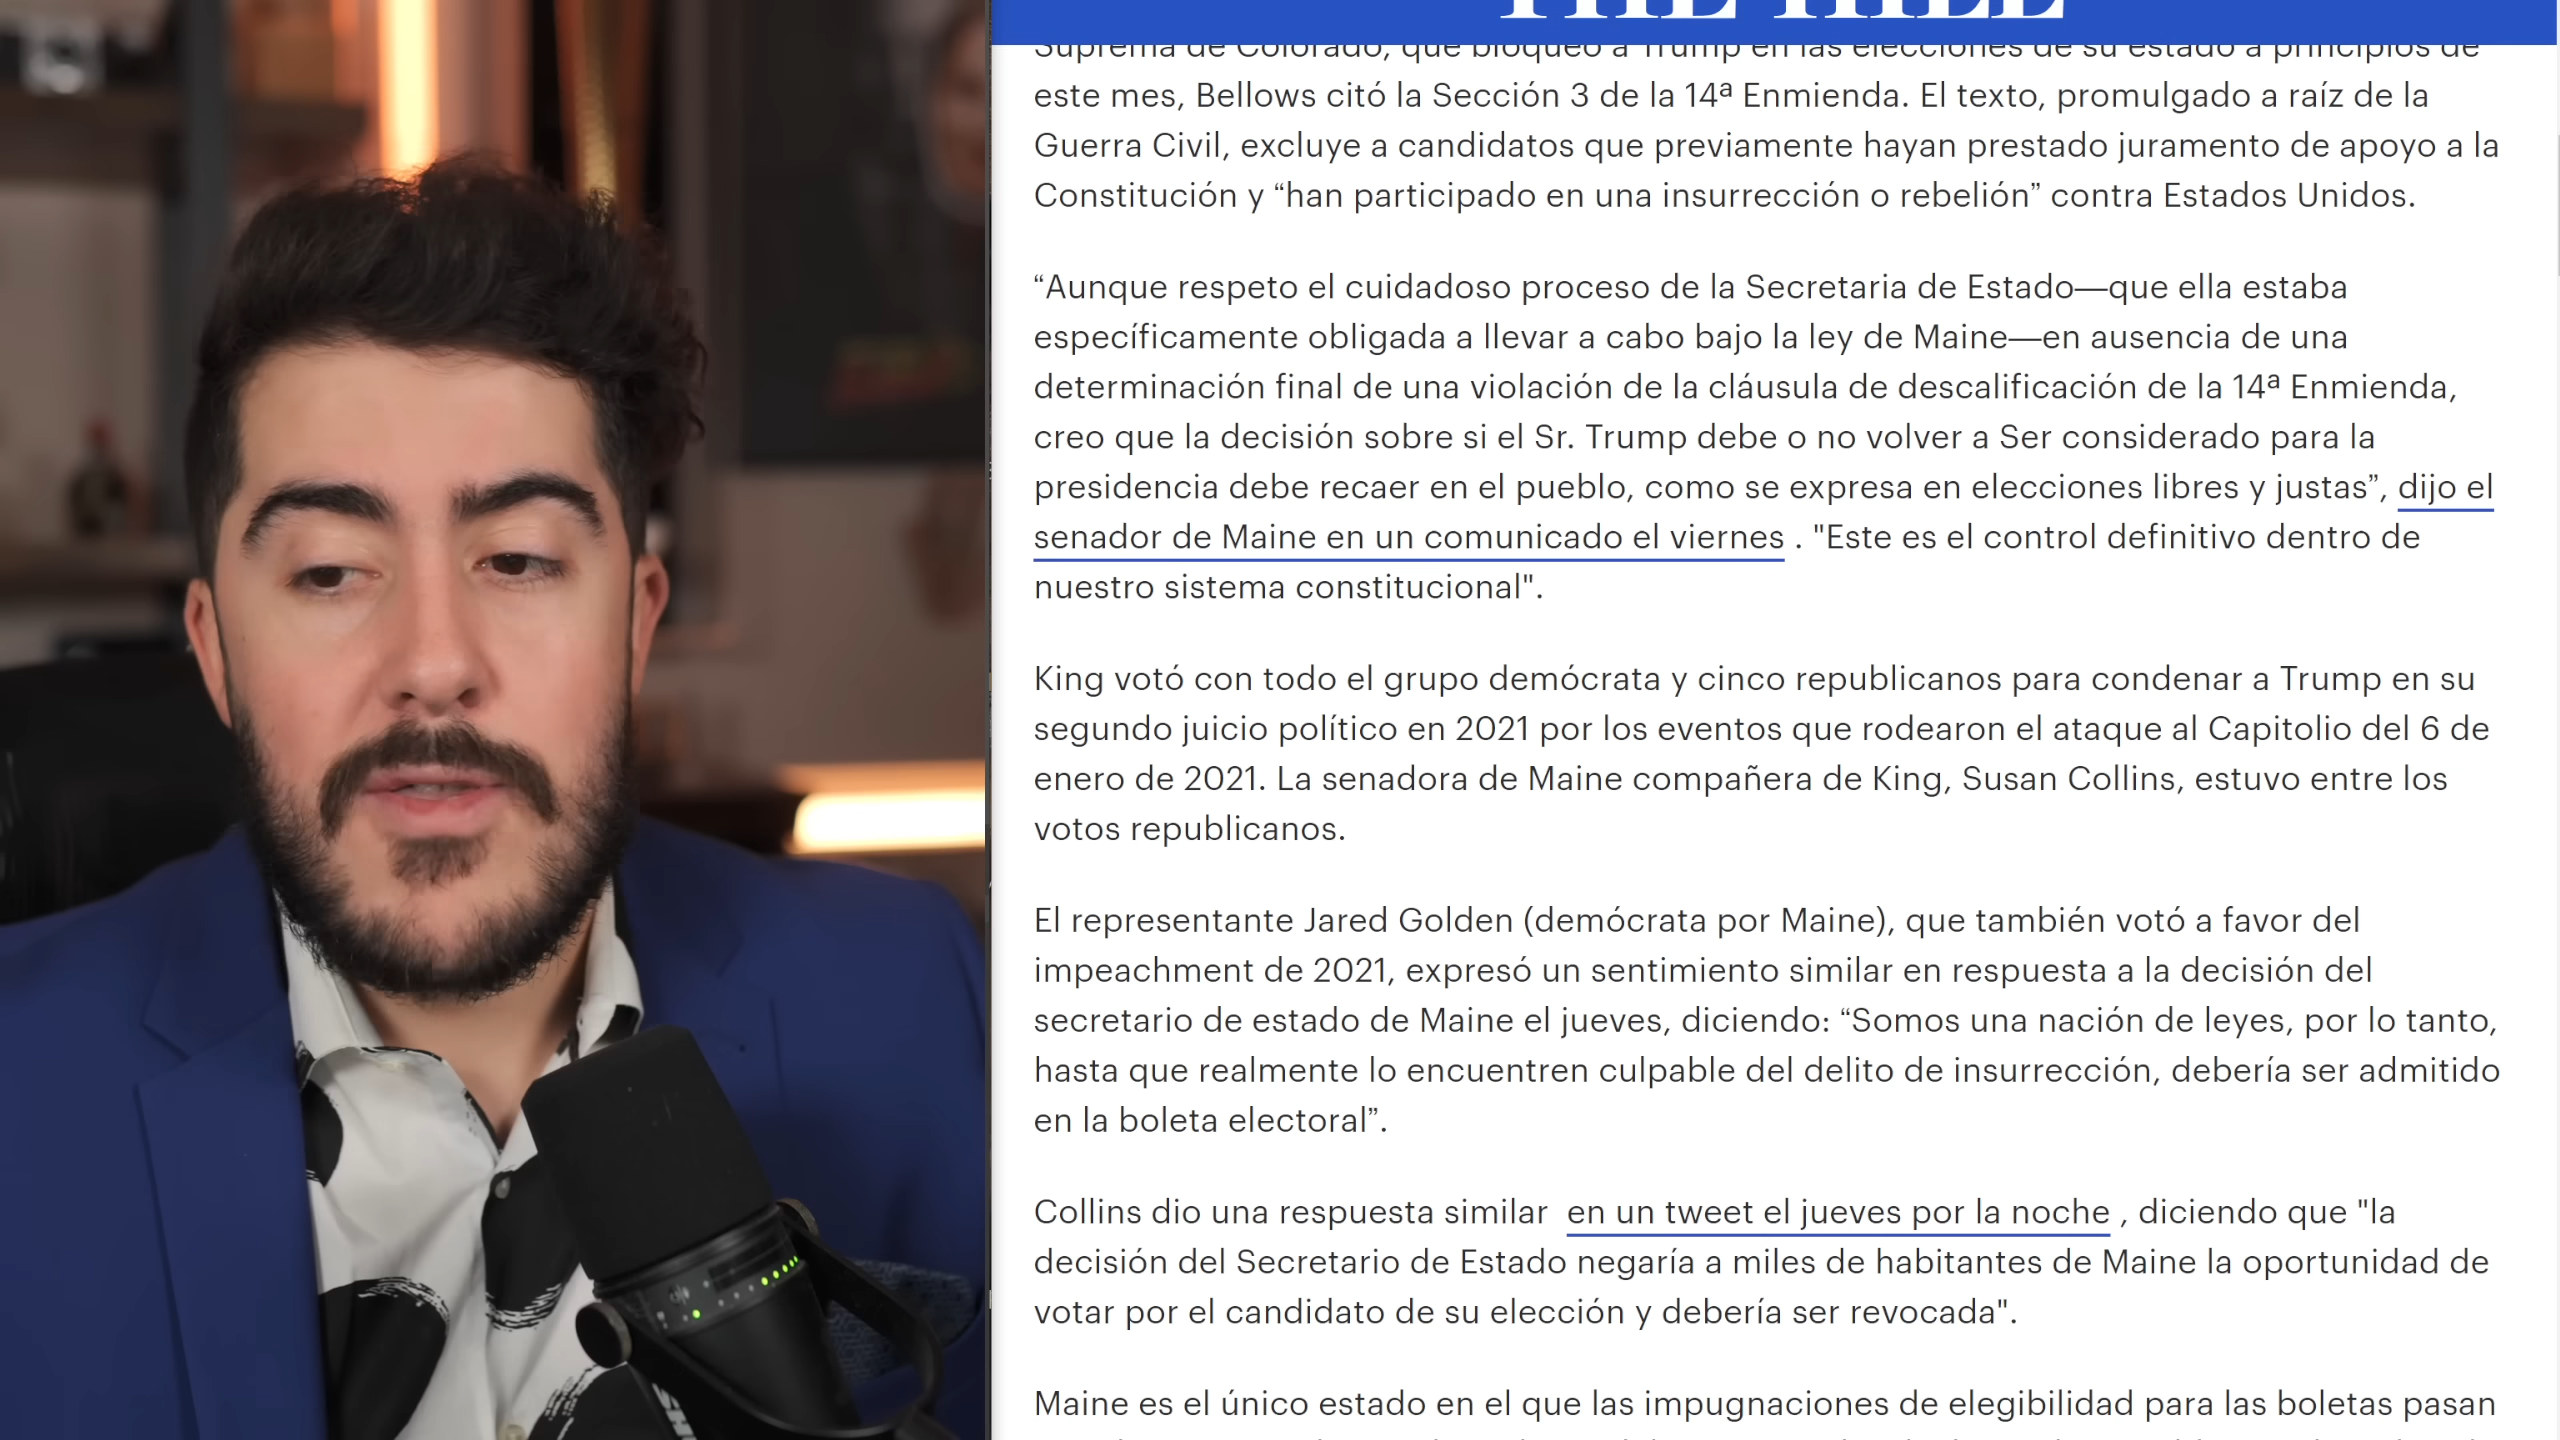 THE HILL
Suprema de Colorado, que bloqueó a Trump en las elecciones de su estado a principios de
este mes, Bellows citó la Sección 3 de la 14ª Enmienda. El texto, promulgado a raíz de la
Guerra Civil, excluye a candidatos que previamente hayan prestado juramento de apoyo a la
Constitución y “han participado en una insurrección o rebelión” contra Estados Unidos.
“Aunque respeto el cuidadoso proceso de la Secretaria de Estado—que ella estaba
específicamente obligada a llevar a cabo bajo la ley de Maine—en ausencia de una
determinación final de una violación de la cláusula de descalificación de la 14ª Enmienda,
creo que la decisión sobre si el Sr. Trump debe o no volver a Ser considerado para la
presidencia debe recaer en el pueblo, como se expresa en elecciones libres y justas”, dijo el
senador de Maine en un comunicado el viernes . "Este es el control definitivo dentro de
nuestro sistema constitucional".
King votó con todo el grupo demócrata y cinco republicanos para condenar a Trump en su
segundo juicio político en 2021 por los eventos que rodearon el ataque al Capitolio del 6 de
enero de 2021. La senadora de Maine compañera de King, Susan Collins, estuvo entre los
votos republicanos.
El representante Jared Golden (demócrata por Maine), que también votó a favor del
impeachment de 2021, expresó un sentimiento similar en respuesta a la decisión del
secretario de estado de Maine el jueves, diciendo: “Somos una nación de leyes, por lo tanto,
hasta que realmente lo encuentren culpable del delito de insurrección, debería ser admitido
en la boleta electoral”.
Collins dio una respuesta similar en un tweet el jueves por la noche , diciendo que "la
decisión del Secretario de Estado negaría a miles de habitantes de Maine la oportunidad de
votar por el candidato de su elección y debería ser revocada".
Maine es el único estado en el que las impugnaciones de elegibilidad para las boletas pasan